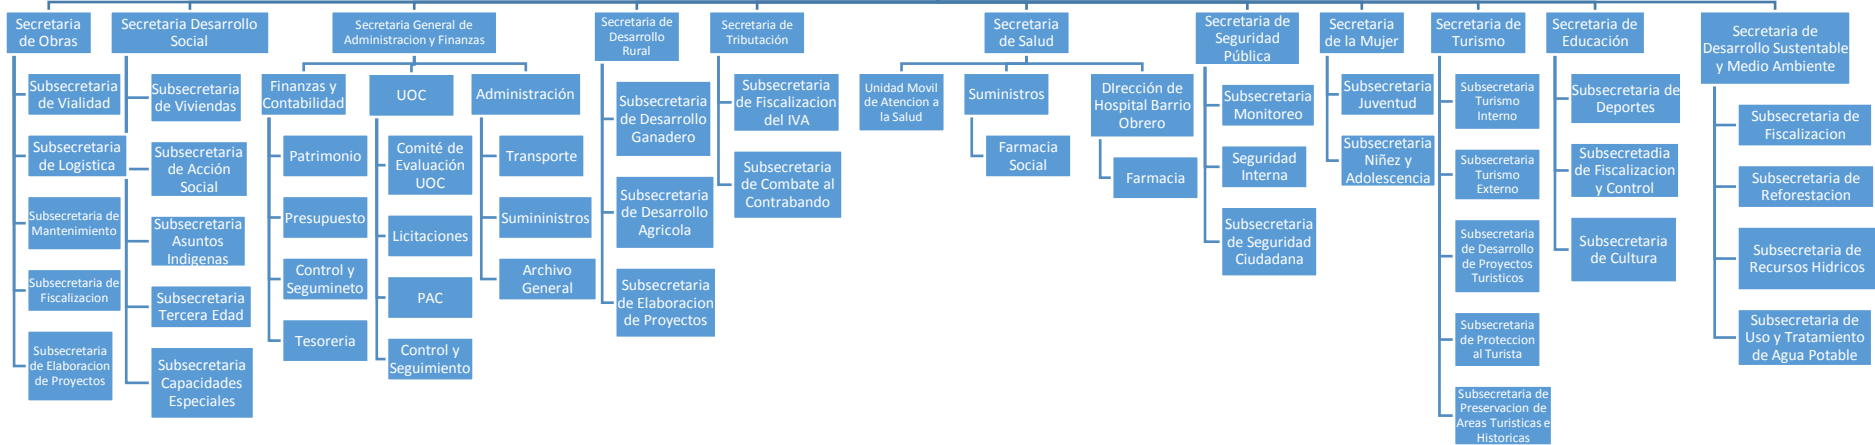 Secretaria
de Obras
Subsecretaria
de Vialidad
Subsecretaria
de Logistica
Subsecretaria de
Mantenimiento
Subsecretaria de
Fiscalizacion
Subsecretaria
de Elaboracion
de Proyectos
Secretaria Desarrollo
Social
Subsecretaria
de Viviendas
Subsecretaria
de Acción
Social
Subsecretaria
Asuntos
Indigenas
Subsecretaria
Tercera Edad
Subsecretaria
Capacidades
Especiales
Secretaria General de
Administracion y Finanzas
Finanzas y
Contabilidad
Patrimonio
Presupuesto
Control y
Segumineto
Tesoreria
UOC
Comité de
Evaluación
UOC
Licitaciones
PAC
Control y
Seguimiento
Administración
Transporte
Sumininistros
Archivo
General
Secretaria de
Desarrollo
Rural
Subsecretaria
de Desarrollo
Ganadero
Subsecretaria
de Desarrollo
Agricola
Subsecretaria
de Elaboracion
de Proyectos
Secretaria de
Tributación
Subsecretaria
de Fiscalizacion
del IVA
Subsecretaria
de Combate al
Contrabando
Secretaria
de Salud
Unidad Movil
de Atencion a
la Salud
Suministros
Farmacia
Social
DIrección de
Hospital Barrio
Obrero
Farmacia
Secretaria de
Seguridad
Pública
Subsecretaria
Monitoreo
Seguridad
Interna
Subsecretaria
de Seguridad
Ciudadana
Secretaria
de la Mujer
Subsecretaria
Juventud
Subsecretaria
Niñez y
Adolescencia
Secretaria
de Turismo
Subsecretaria
Turismo
Interno
Subsecretaria
Turismo
Externo
Subsecretaria
de Desarrollo
de Proyectos
Turisticos
Subsecretaria
de Proteccion
al Turista
Subsecretaria de
Preservacion de
Areas Turisticas e
Historicas
Secretaria de
Educación
Subsecretaria de
Deportes
Subsecretadia
de Fiscalizacion
y Control
Subsecretaria
de Cultura
Secretaria de
Desarrollo Sustentable
y Medio Ambiente
Subsecretaria de
Fiscalizacion
Subsecretaria de
Reforestacion
Subsecretaria de
Recursos Hidricos
Subsecretaria de
Uso y Tratamiento
de Agua Potable